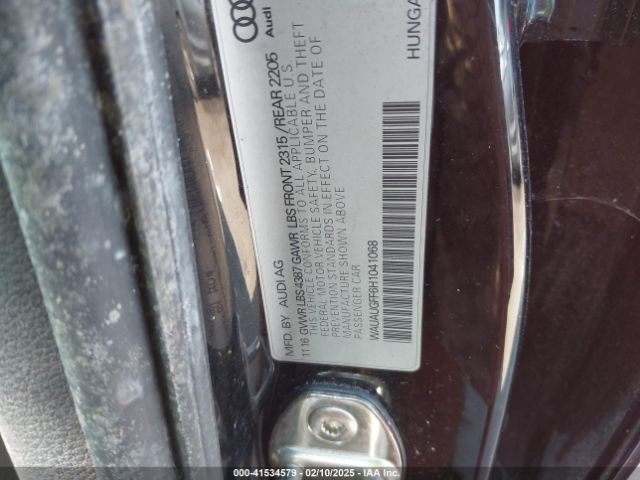 Audi
HUNGA
MFD. BY AUDI AG
11 16 GVWR LBS 4387 GAWR LBS FRONT 2315 / REAR 2205
THIS VEHICLE CONFORMS TO ALL APPLICABLE U S
FEDERAL MOTOR VEHICLE SAFETY, BUMPER AND THEFT
PREVENTION STANDARDS IN EFFECT ON THE DATE OF
MANUFACTURE SHOWN ABOVE
PASSENGER CAR
WAUAUGFF6H1041068
00 - 41534579 - 02/10/2025 - IAA Inc.